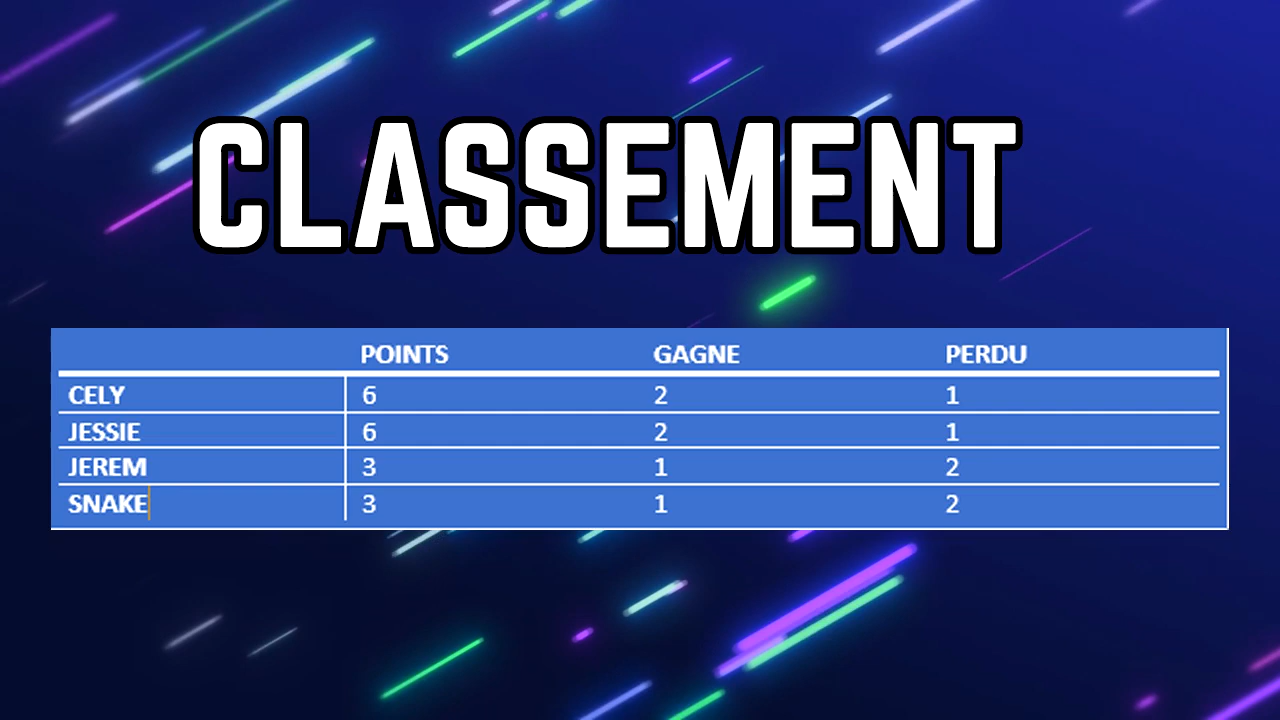 CLASSEMENT
POINTS GAGNE PERDU
CELY 6 2 1
JESSIE 6 2 1
JEREM 3 1 2
SNAKE 3 1 2